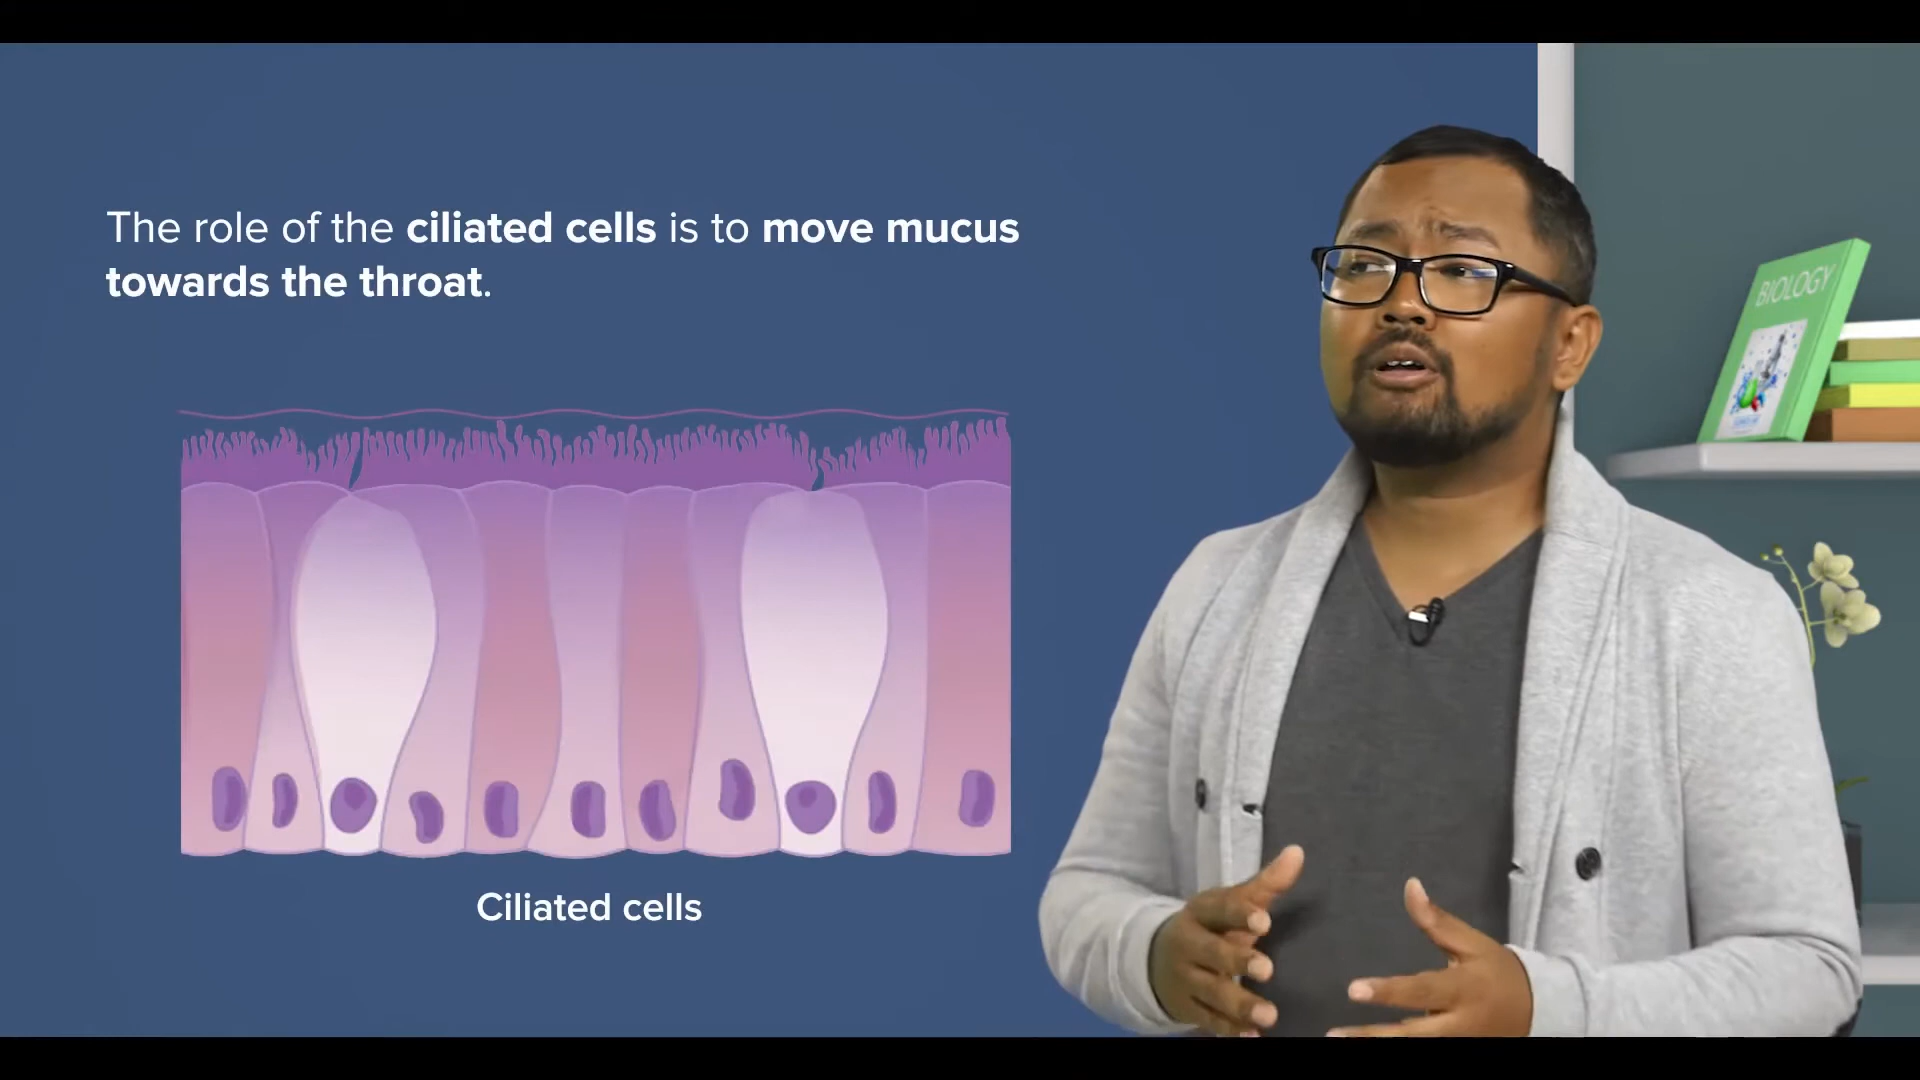 The role of the ciliated cells is to move mucus
towards the throat.
BIOLOGY
Ciliated cells